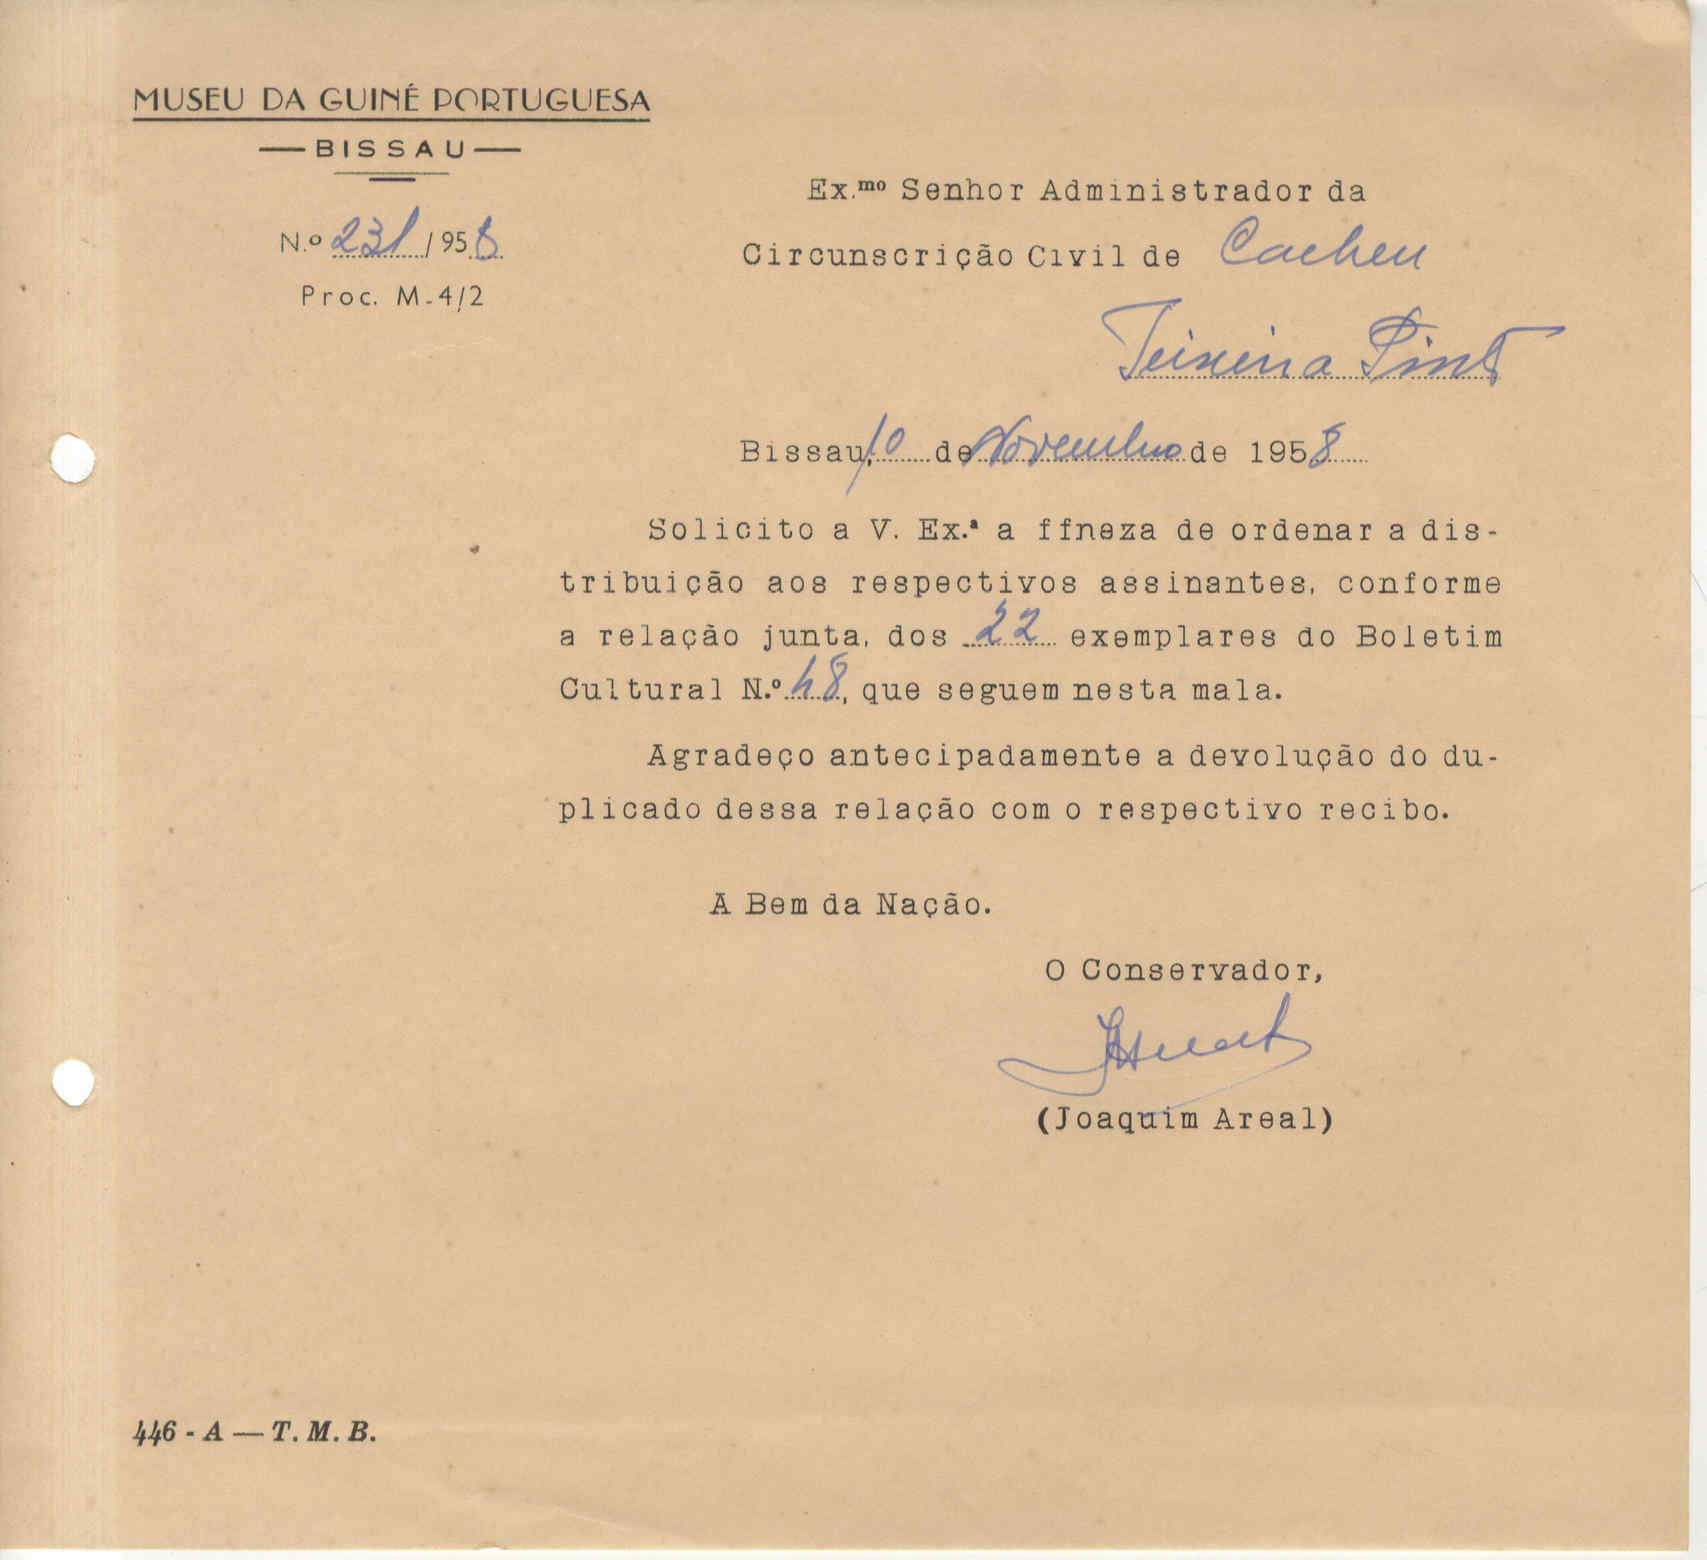 MUSEU DA GUINÉ PORTUGUESA
— BISSAU —
N.º 231 / 958
Proc. M-4/2
Ex.mo Senhor Administrador da
Circunscrição Civil de Cacheu
Teixeira Pinto
Bissau, 10 de Novembro de 1958
Solicito a V. Ex.ª a ffneza de ordenar a dis-
tribuição aos respectivos assinantes, conforme
a relação junta, dos 22 exemplares do Boletim
Cultural N.º 48, que seguem nesta mala.
Agradeço antecipadamente a devolução do du-
plicado dessa relação com o respectivo recibo.
A Bem da Nação.
O Conservador,
(Joaquim Areal)
446 - A — T. M. B.